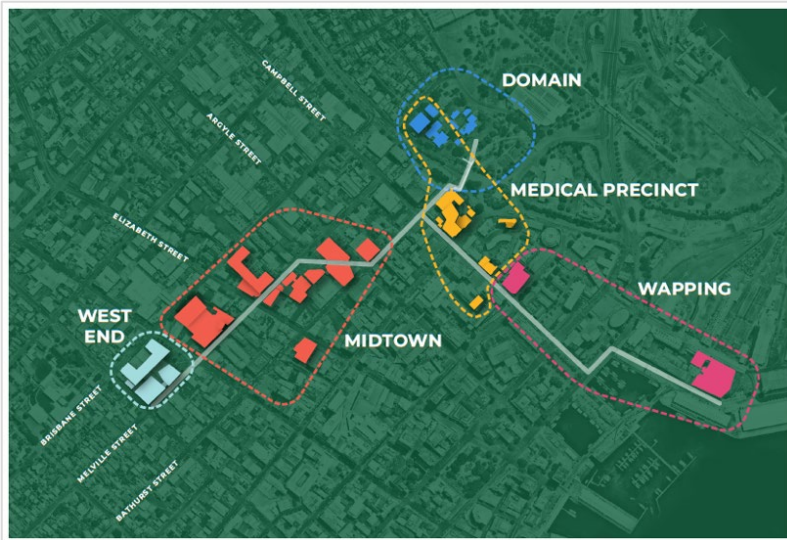 DOMAIN
CAMPBELL STREET
ARGYLE STREET
MEDICAL PRECINCT
ELIZABETH STREET
WAPPING
WEST
END
MIDTOWN
BRISBANE STREET
MELVILLE STREET
BATHURST STREET